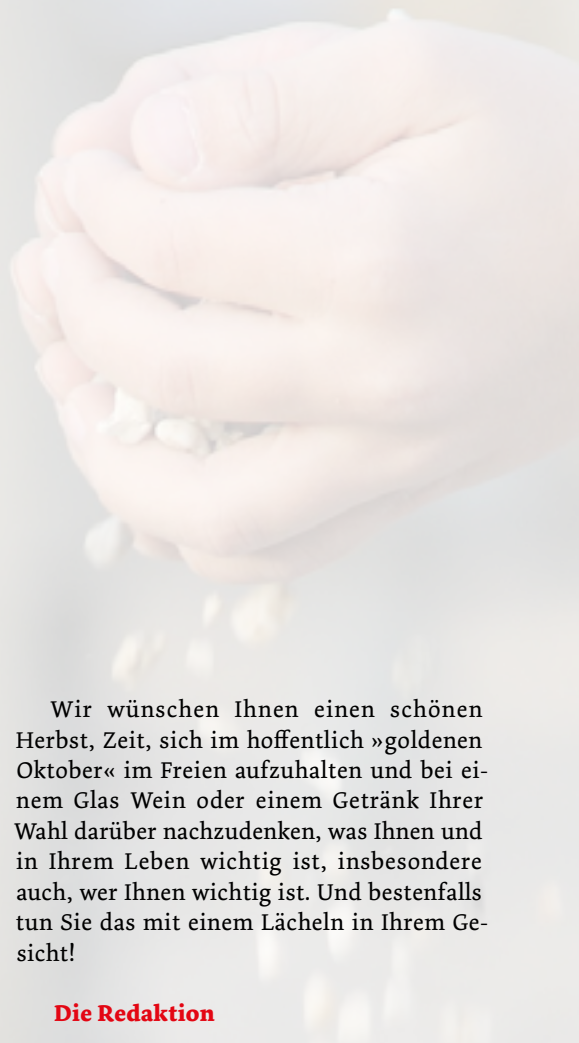 Wir wünschen Ihnen einen schönen
Herbst, Zeit, sich im hoffentlich »goldenen
Oktober« im Freien aufzuhalten und bei ei-
nem Glas Wein oder einem Getränk Ihrer
Wahl darüber nachzudenken, was Ihnen und
in Ihrem Leben wichtig ist, insbesondere
auch, wer Ihnen wichtig ist. Und bestenfalls
tun Sie das mit einem Lächeln in Ihrem Ge-
sicht!
Die Redaktion